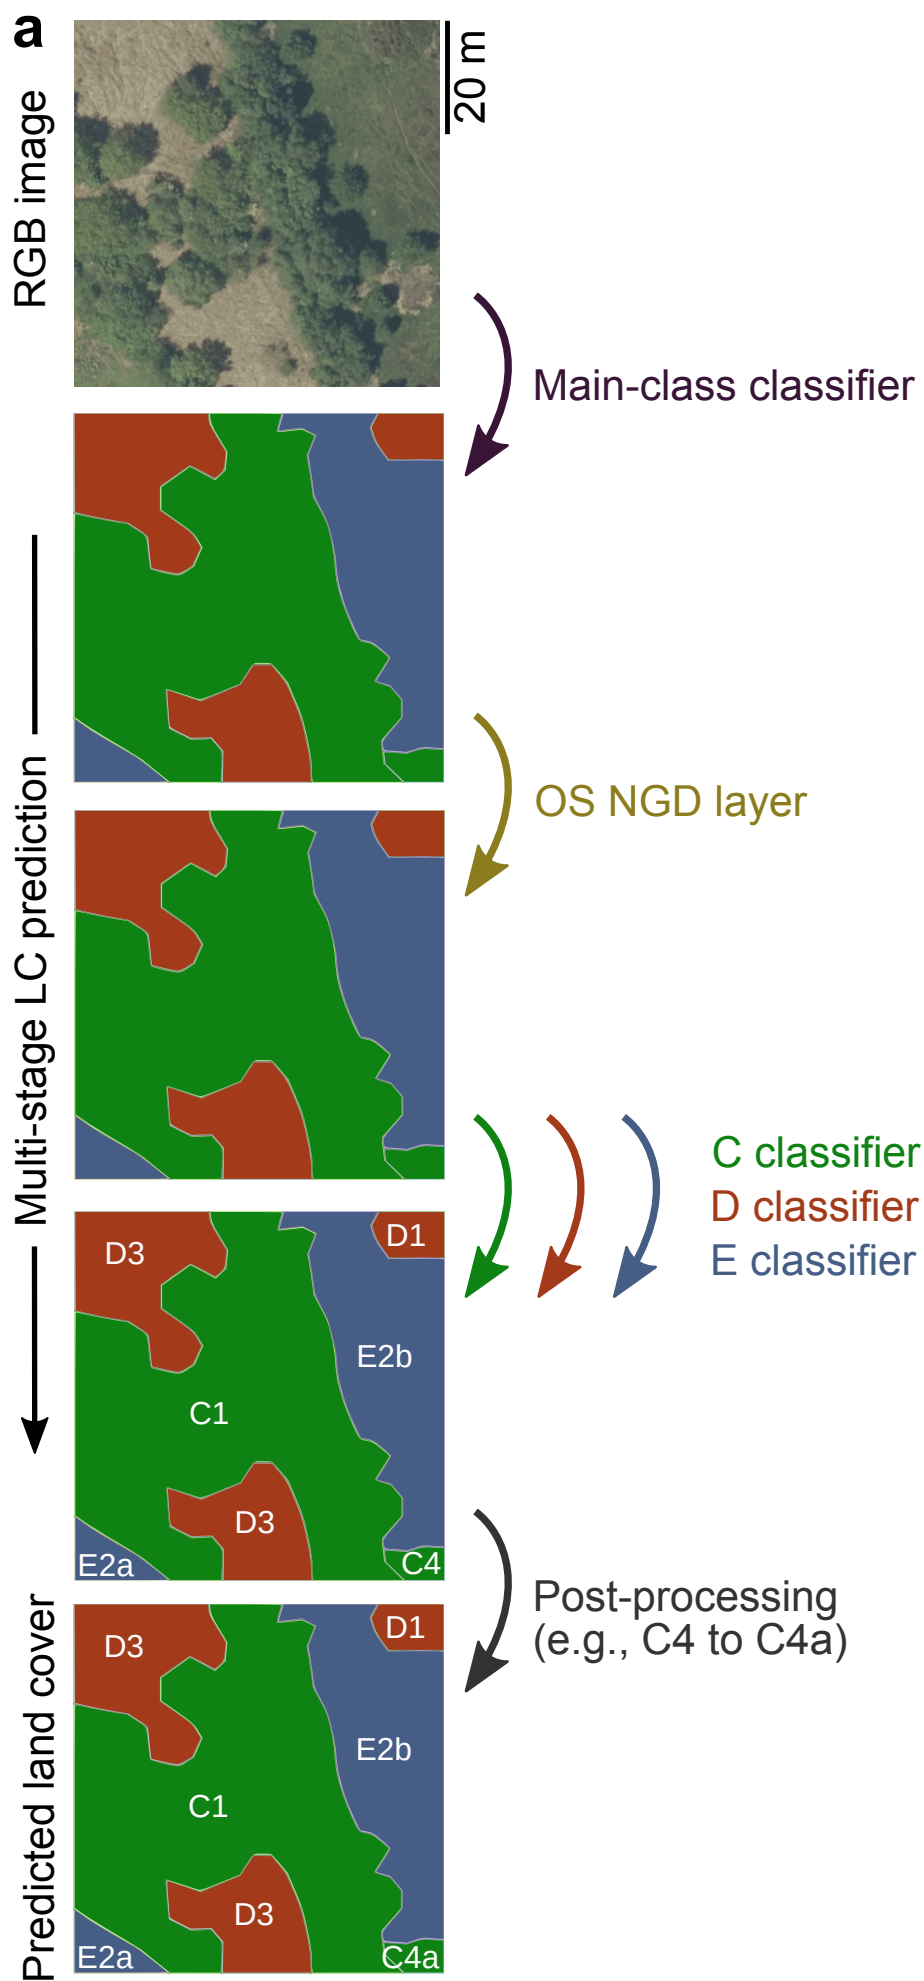 a
20 m
RGB image
Main-class classifier
Multi-stage LC prediction
OS NGD layer
C classifier
D classifier
E classifier
D3
D1
E2b
C1
D3
E2a
C4
Post-processing
(e.g., C4 to C4a)
Predicted land cover
D3
D1
E2b
C1
D3
E2a
C4a